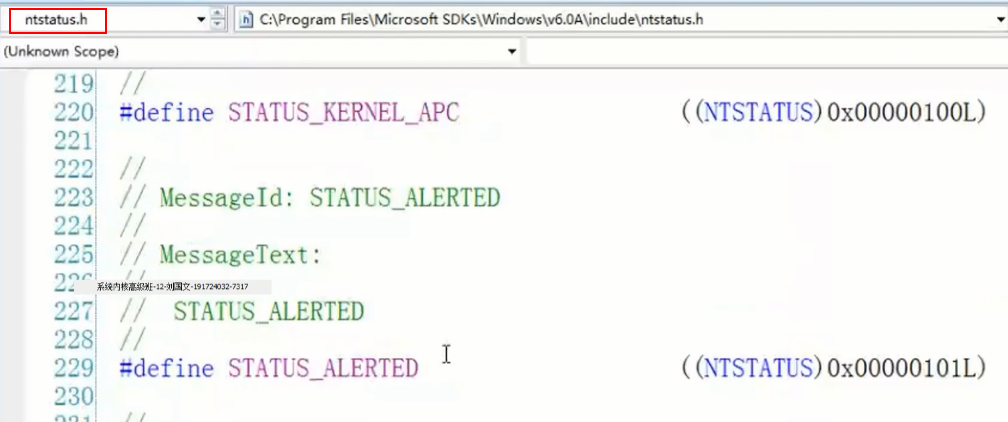 ntstatus.h
C:\Program Files\Microsoft SDKs\Windows\v6.0A\include\ntstatus.h
(Unknown Scope)
219 //
220 #define STATUS_KERNEL_APC ((NTSTATUS)0x00000100L)
221
222 //
223 // MessageId: STATUS_ALERTED
224 //
225 // MessageText:
系统内核高级班-12-刘国文-191724032-7317
227 // STATUS_ALERTED
228 //
229 #define STATUS_ALERTED ((NTSTATUS)0x00000101L)
230